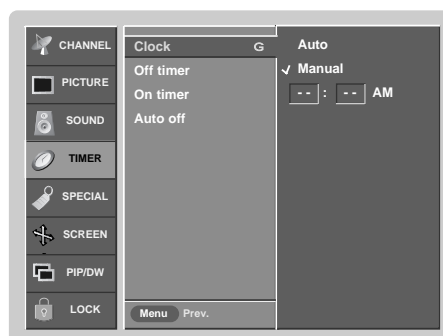 CHANNEL
PICTURE
SOUND
TIMER
SPECIAL
SCREEN
PIP/DW
LOCK
Clock G
Off timer
On timer
Auto off
Menu Prev.
Auto
✓ Manual
-- : -- AM